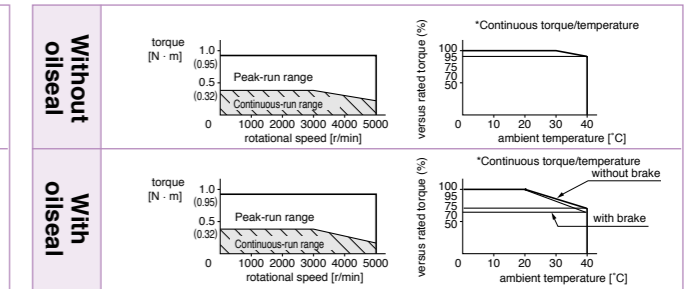 Without
oilseal
torque
[N · m]
1.0
(0.95)
0.5
(0.32)
Peak-run range
Continuous-run range
0 1000 2000 3000 4000 5000
rotational speed [r/min]
*Continuous torque/temperature
versus rated torque (%)
100
95
75
50
0 10 20 30 40
ambient temperature [˚C]
With
oilseal
torque
[N · m]
1.0
(0.95)
0.5
(0.32)
Peak-run range
Continuous-run range
0 1000 2000 3000 4000 5000
rotational speed [r/min]
*Continuous torque/temperature
without brake
versus rated torque (%)
100
95
75
70
50
with brake
0 10 20 30 40
ambient temperature [˚C]